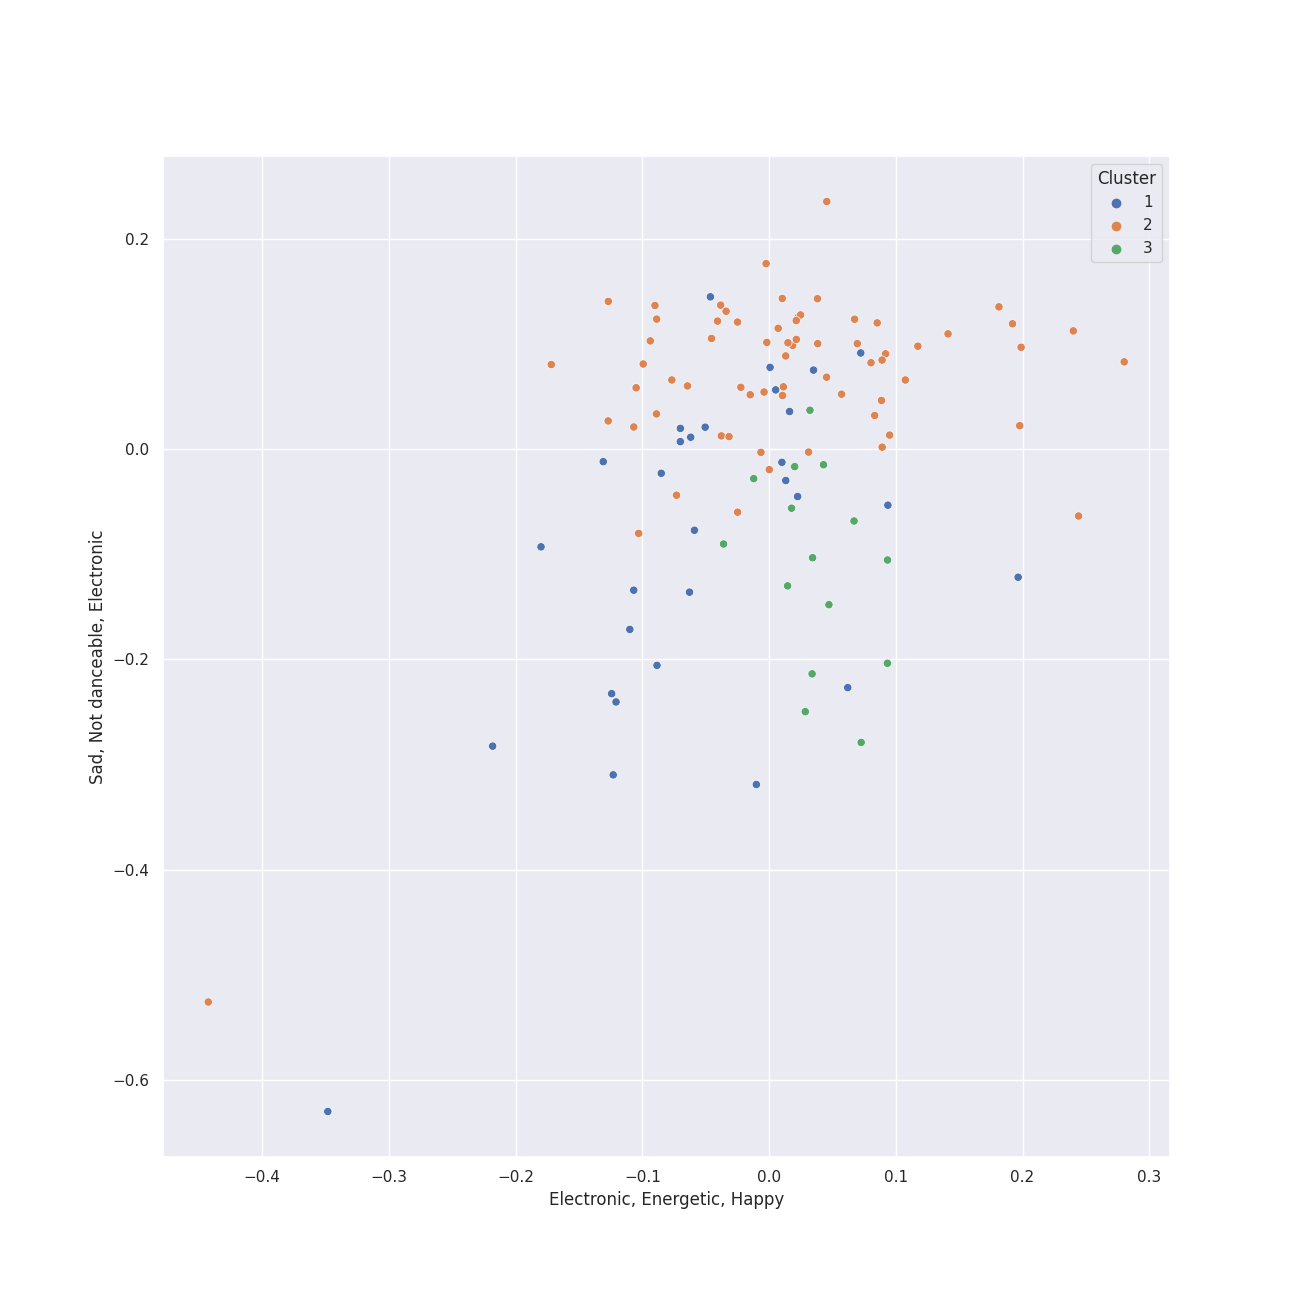 Cluster
1
2
3
0.2
0.0
−0.2
−0.4
−0.6
Sad, Not danceable, Electronic
−0.4 −0.3 −0.2 −0.1 0.0 0.1 0.2 0.3
Electronic, Energetic, Happy